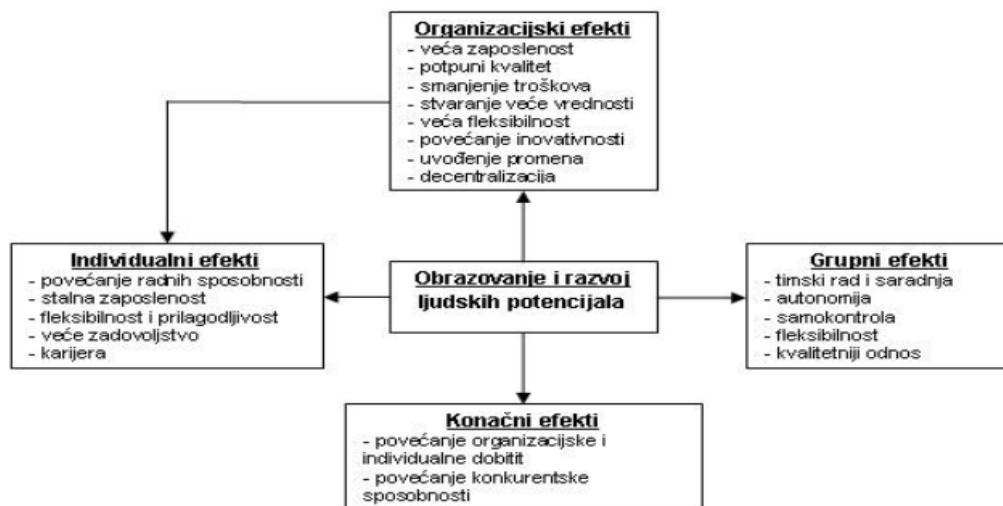 Organizacijski efekti
- veća zaposlenost
- potpuni kvalitet
- smanjenje troškova
- stvaranje veće vrednosti
- veća fleksibilnost
- povećanje inovativnosti
- uvođenje promena
- decentralizacija
Individualni efekti
- povećanje radnih sposobnosti
- stalna zaposlenost
- fleksibilnost i prilagodljivost
- veće zadovoljstvo
- karijera
Obrazovanje i razvoj
ljudskih potencijala
Grupni efekti
- timski rad i saradnja
- autonomija
- samokontrola
- fleksibilnost
- kvalitetniji odnos
Konačni efekti
- povećanje organizacijske i
individualne dobitit
- povećanje konkurentske
sposobnosti